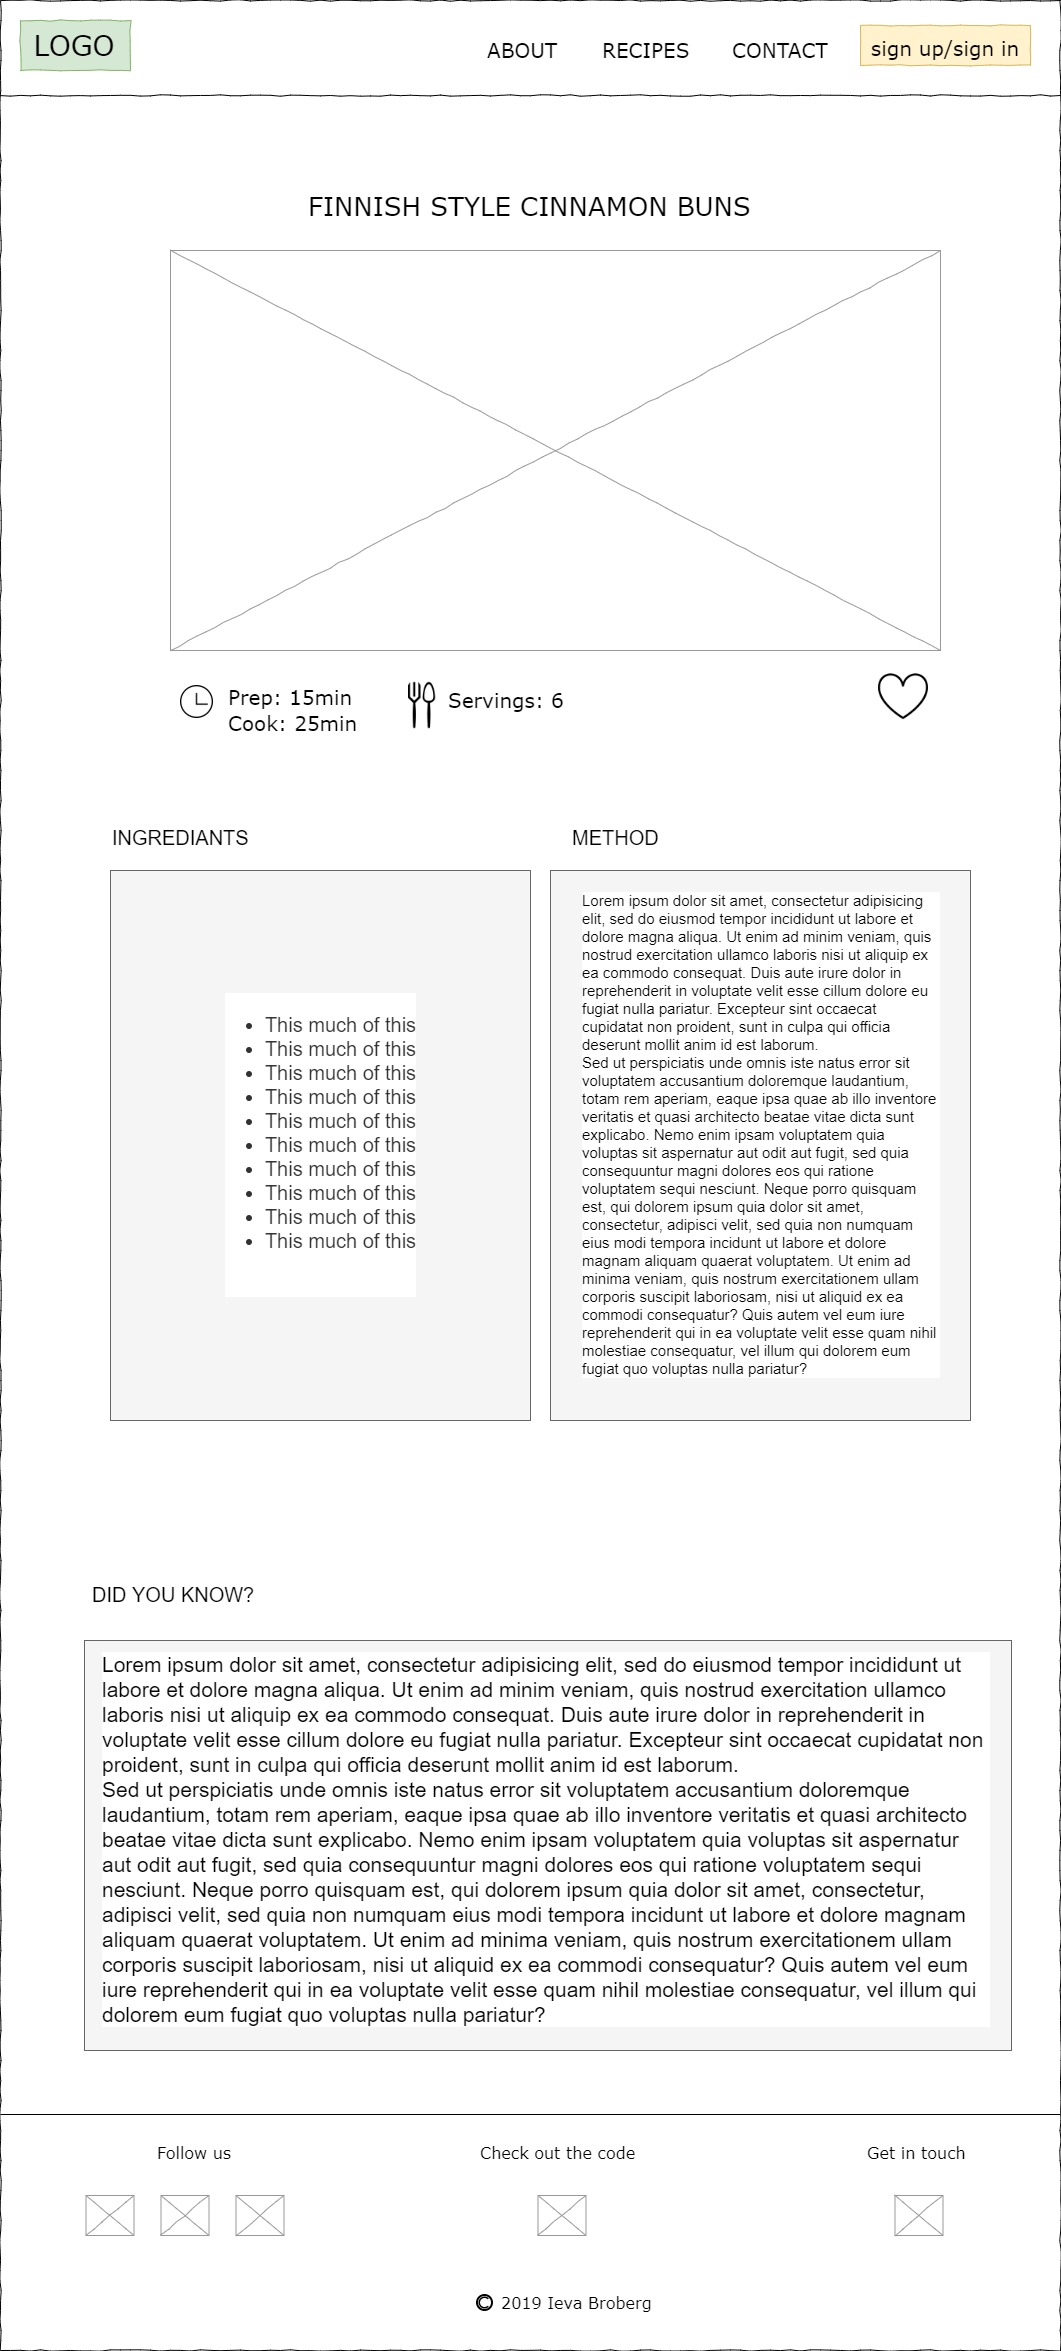 LOGO
ABOUT
RECIPES
CONTACT
sign up/sign in
FINNISH STYLE CINNAMON BUNS
Prep: 15min
Cook: 25min
Servings: 6
INGREDIANTS
This much of this
This much of this
This much of this
This much of this
This much of this
This much of this
This much of this
This much of this
This much of this
This much of this
METHOD
Lorem ipsum dolor sit amet, consectetur adipisicing
elit, sed do eiusmod tempor incididunt ut labore et
dolore magna aliqua. Ut enim ad minim veniam, quis
nostrud exercitation ullamco laboris nisi ut aliquip ex
ea commodo consequat. Duis aute irure dolor in
reprehenderit in voluptate velit esse cillum dolore eu
fugiat nulla pariatur. Excepteur sint occaecat
cupidatat non proident, sunt in culpa qui officia
deserunt mollit anim id est laborum.
Sed ut perspiciatis unde omnis iste natus error sit
voluptatem accusantium doloremque laudantium,
totam rem aperiam, eaque ipsa quae ab illo inventore
veritatis et quasi architecto beatae vitae dicta sunt
explicabo. Nemo enim ipsam voluptatem quia
voluptas sit aspernatur aut odit aut fugit, sed quia
consequuntur magni dolores eos qui ratione
voluptatem sequi nesciunt. Neque porro quisquam
est, qui dolorem ipsum quia dolor sit amet,
consectetur, adipisci velit, sed quia non numquam
eius modi tempora incidunt ut labore et dolore
magnam aliquam quaerat voluptatem. Ut enim ad
minima veniam, quis nostrum exercitationem ullam
corporis suscipit laboriosam, nisi ut aliquid ex ea
commodi consequatur? Quis autem vel eum iure
reprehenderit qui in ea voluptate velit esse quam nihil
molestiae consequatur, vel illum qui dolorem eum
fugiat quo voluptas nulla pariatur?
DID YOU KNOW?
Lorem ipsum dolor sit amet, consectetur adipisicing elit, sed do eiusmod tempor incididunt ut
labore et dolore magna aliqua. Ut enim ad minim veniam, quis nostrud exercitation ullamco
laboris nisi ut aliquip ex ea commodo consequat. Duis aute irure dolor in reprehenderit in
voluptate velit esse cillum dolore eu fugiat nulla pariatur. Excepteur sint occaecat cupidatat non
proident, sunt in culpa qui officia deserunt mollit anim id est laborum.
Sed ut perspiciatis unde omnis iste natus error sit voluptatem accusantium doloremque
laudantium, totam rem aperiam, eaque ipsa quae ab illo inventore veritatis et quasi architecto
beatae vitae dicta sunt explicabo. Nemo enim ipsam voluptatem quia voluptas sit aspernatur
aut odit aut fugit, sed quia consequuntur magni dolores eos qui ratione voluptatem sequi
nesciunt. Neque porro quisquam est, qui dolorem ipsum quia dolor sit amet, consectetur,
adipisci velit, sed quia non numquam eius modi tempora incidunt ut labore et dolore magnam
aliquam quaerat voluptatem. Ut enim ad minima veniam, quis nostrum exercitationem ullam
corporis suscipit laboriosam, nisi ut aliquid ex ea commodi consequatur? Quis autem vel eum
iure reprehenderit qui in ea voluptate velit esse quam nihil molestiae consequatur, vel illum qui
dolorem eum fugiat quo voluptas nulla pariatur?
Follow us
Check out the code
Get in touch
© 2019 Ieva Broberg